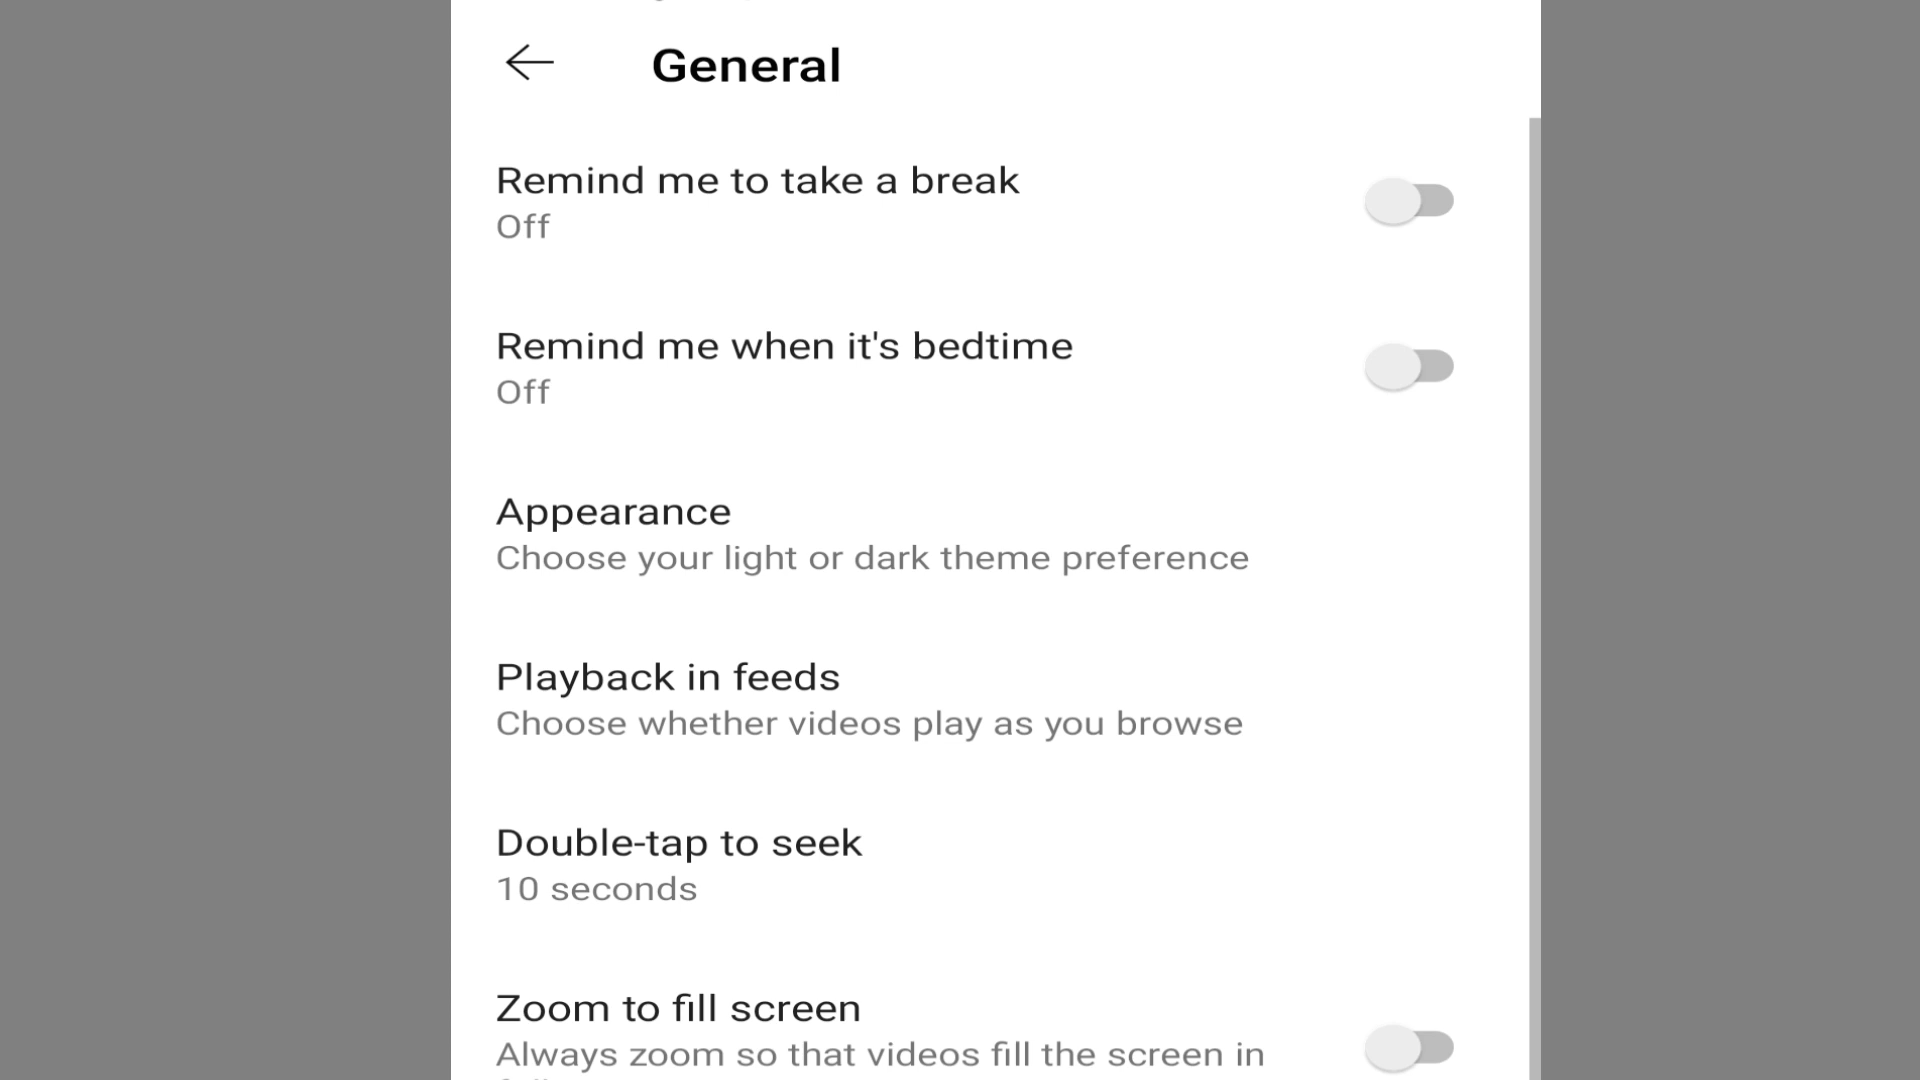 General
Remind me to take a break
Off
Remind me when it's bedtime
Off
Appearance
Choose your light or dark theme preference
Playback in feeds
Choose whether videos play as you browse
Double-tap to seek
10 seconds
Zoom to fill screen
Always zoom so that videos fill the screen in